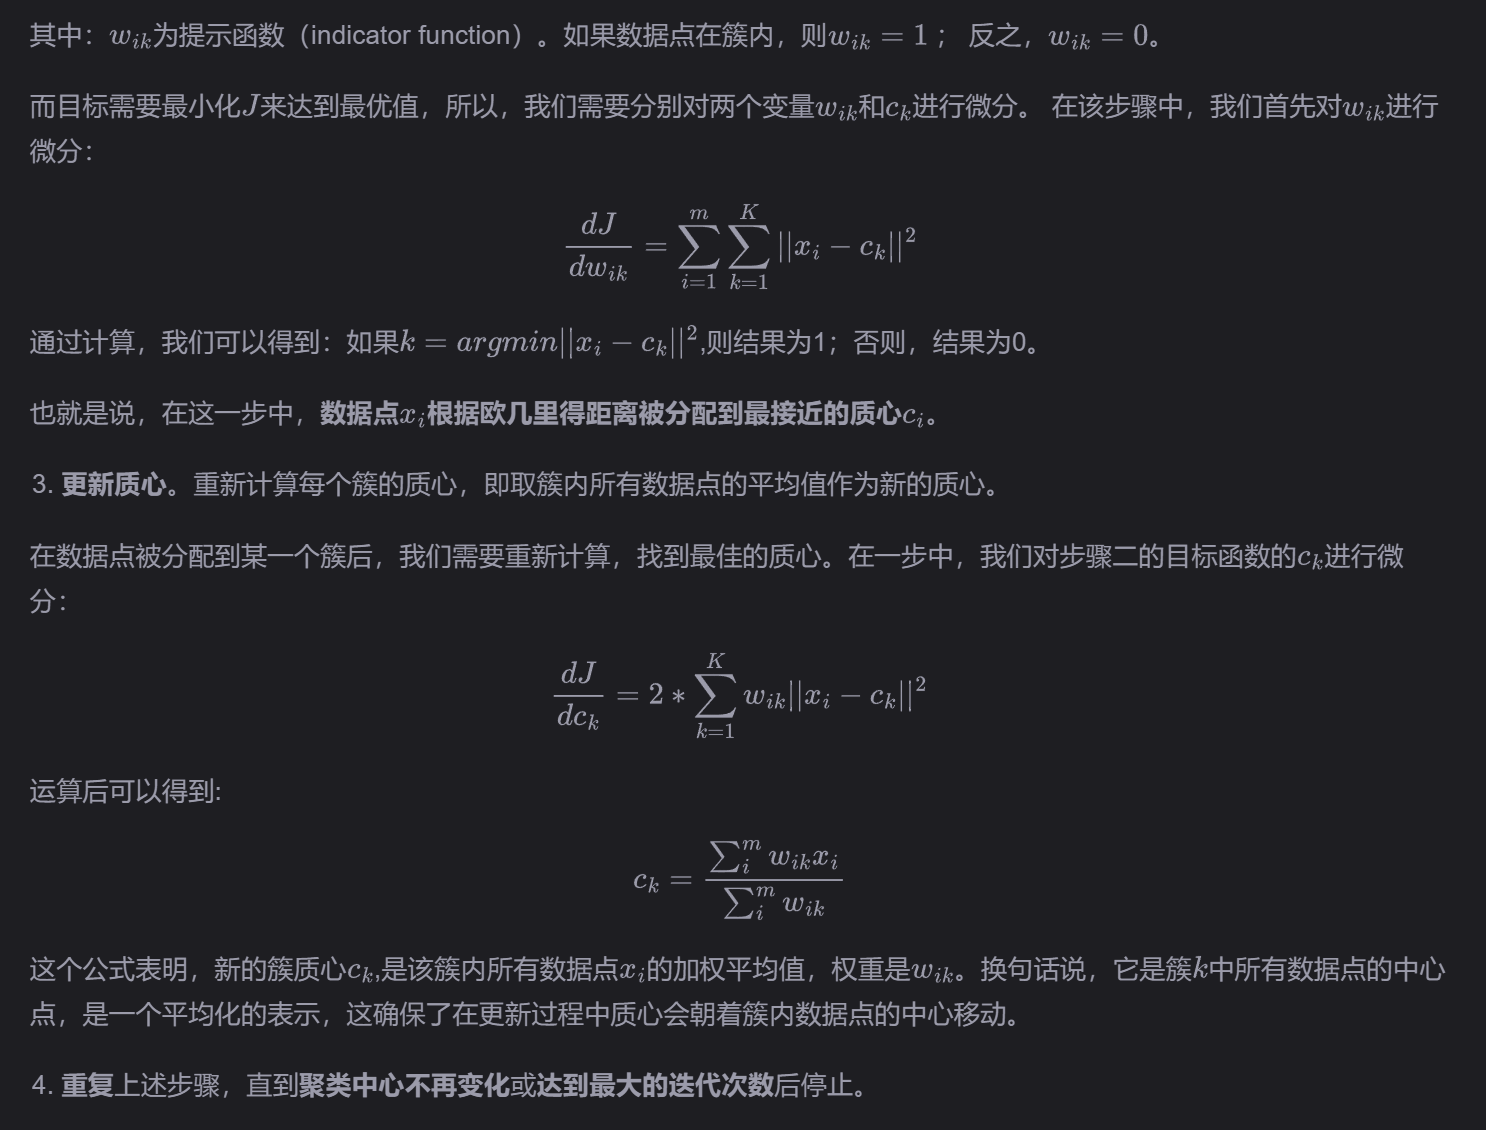 其中：$w_{ik}$为提示函数（indicator function）。如果数据点在簇内，则$w_{ik} = 1$； 反之，$w_{ik} = 0$。
而目标需要最小化$J$来达到最优值，所以，我们需要分别对两个变量$w_{ik}$和$c_k$进行微分。 在该步骤中，我们首先对$w_{ik}$进行
微分：
$$\frac{dJ}{dw_{ik}} = \sum_{i=1}^{m} \sum_{k=1}^{K} ||x_i - c_k||^2$$
通过计算，我们可以得到：如果$k = argmin||x_i - c_k||^2$,则结果为1；否则，结果为0。
也就是说，在这一步中，数据点$x_i$根据欧几里得距离被分配到最接近的质心$c_i$。
3. 更新质心。重新计算每个簇的质心，即取簇内所有数据点的平均值作为新的质心。
在数据点被分配到某一个簇后，我们需要重新计算，找到最佳的质心。在一步中，我们对步骤二的目标函数的$c_k$进行微
分：
$$\frac{dJ}{dc_k} = 2 * \sum_{k=1}^{K} w_{ik} ||x_i - c_k||^2$$
运算后可以得到:
$$c_k = \frac{\sum_i^m w_{ik} x_i}{\sum_i^m w_{ik}}$$
这个公式表明，新的簇质心$c_k$,是该簇内所有数据点$x_i$的加权平均值，权重是$w_{ik}$。换句话说，它是簇$k$中所有数据点的中心
点，是一个平均化的表示，这确保了在更新过程中质心会朝着簇内数据点的中心移动。
4. 重复上述步骤，直到聚类中心不再变化或达到最大的迭代次数后停止。